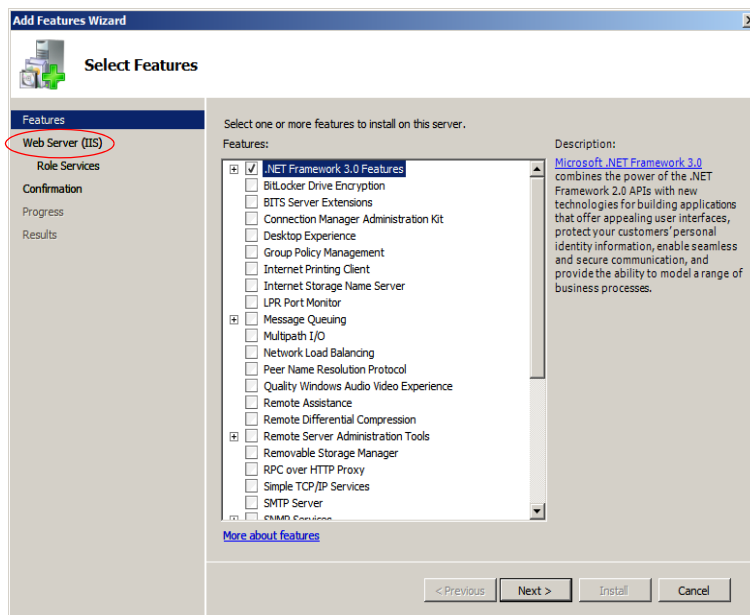 Add Features Wizard
Select Features
Features
Web Server (IIS)
Role Services
Confirmation
Progress
Results
Select one or more features to install on this server.
Features:
.NET Framework 3.0 Features
BitLocker Drive Encryption
BITS Server Extensions
Connection Manager Administration Kit
Desktop Experience
Group Policy Management
Internet Printing Client
Internet Storage Name Server
LPR Port Monitor
Message Queuing
Multipath I/O
Network Load Balancing
Peer Name Resolution Protocol
Quality Windows Audio Video Experience
Remote Assistance
Remote Differential Compression
Remote Server Administration Tools
Removable Storage Manager
RPC over HTTP Proxy
Simple TCP/IP Services
SMTP Server
SNMP Services
More about features
Description:
Microsoft .NET Framework 3.0
combines the power of the .NET
Framework 2.0 APIs with new
technologies for building applications
that offer appealing user interfaces,
protect your customers' personal
identity information, enable seamless
and secure communication, and
provide the ability to model a range of
business processes.
< Previous
Next >
Install
Cancel